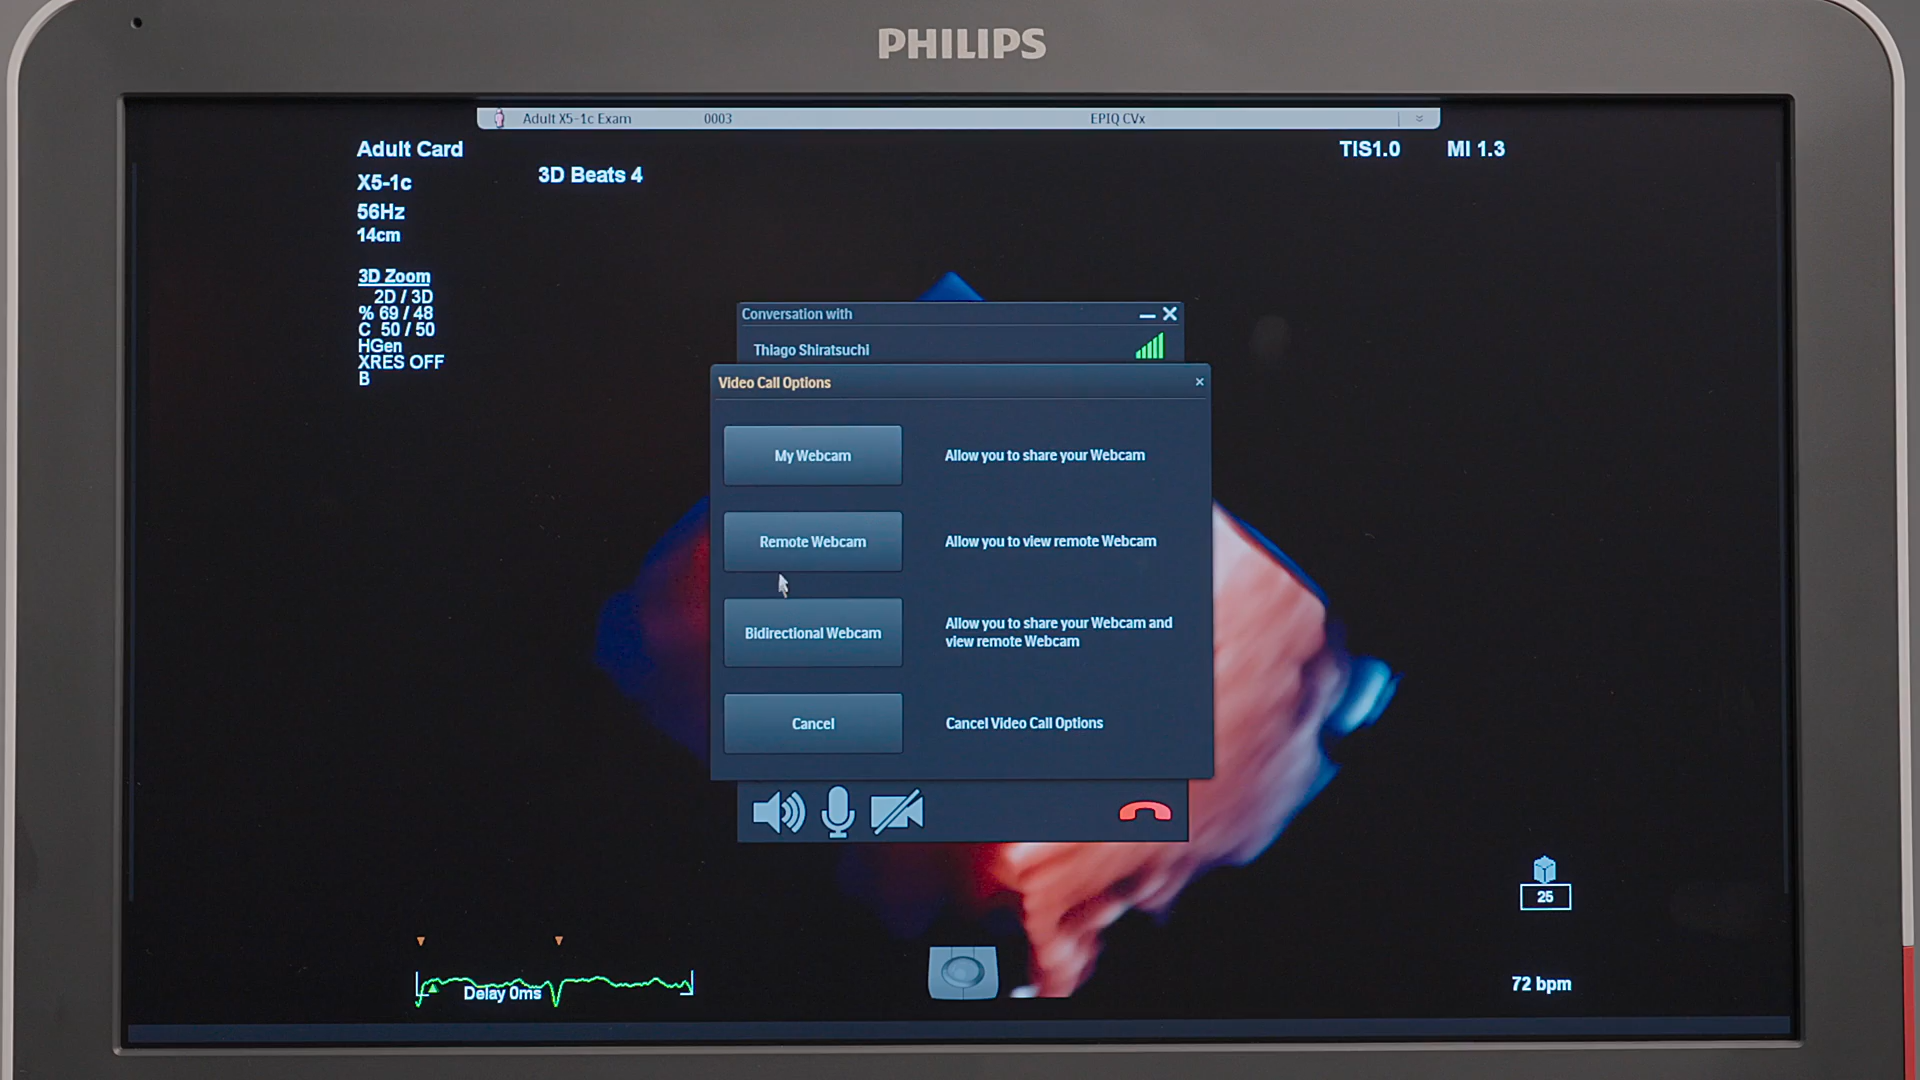 PHILIPS
Adult X5-1c Exam 0003 EPIQ CVx
Adult Card
TIS1.0 MI 1.3
3D Beats 4
X5-1c
56Hz
14cm
3D Zoom
2D / 3D
% 69 / 48
C 50 / 50
HGen
XRES OFF
B
Conversation with
Thiago Shiratsuchi
Video Call Options
My Webcam Allow you to share your Webcam
Remote Webcam Allow you to view remote Webcam
Bidirectional Webcam Allow you to share your Webcam and
view remote Webcam
Cancel Cancel Video Call Options
25
Delay 0ms
72 bpm